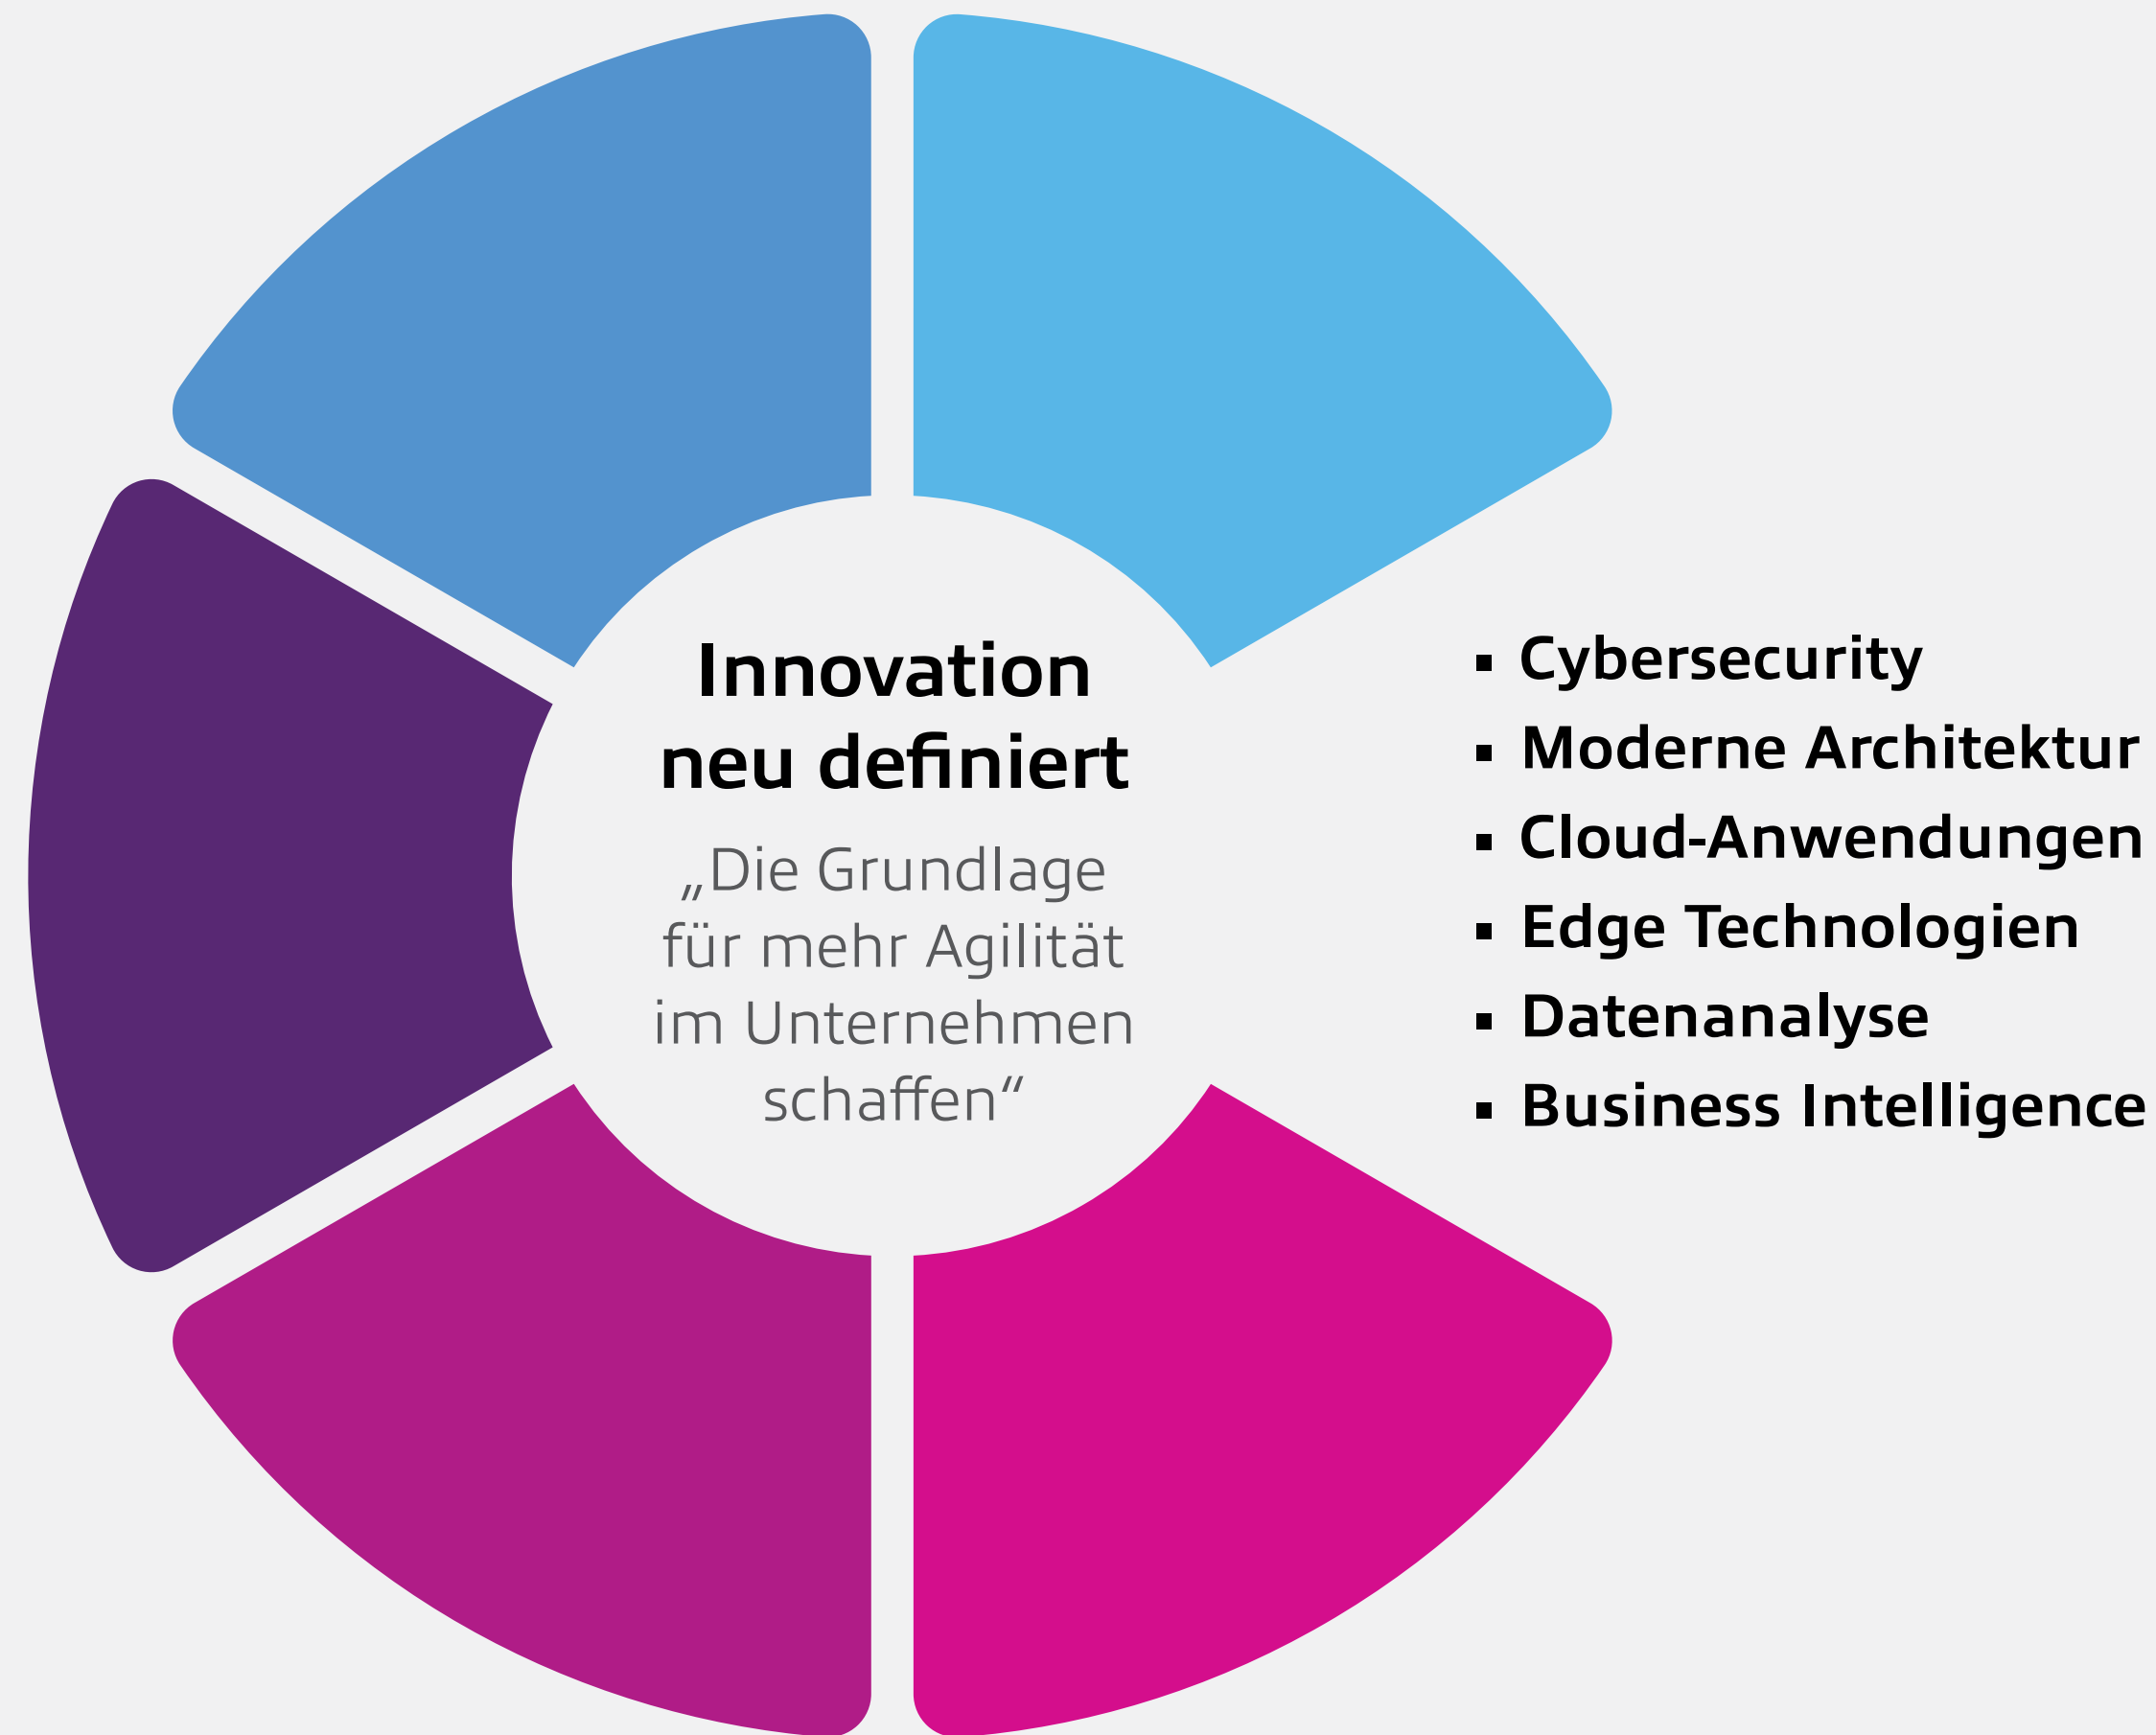 Innovation
neu definiert
„Die Grundlage
für mehr Agilität
im Unternehmen
schaffen“
▪ Cybersecurity
▪ Moderne Architektur
▪ Cloud-Anwendungen
▪ Edge Technologien
▪ Datenanalyse
▪ Business Intelligence